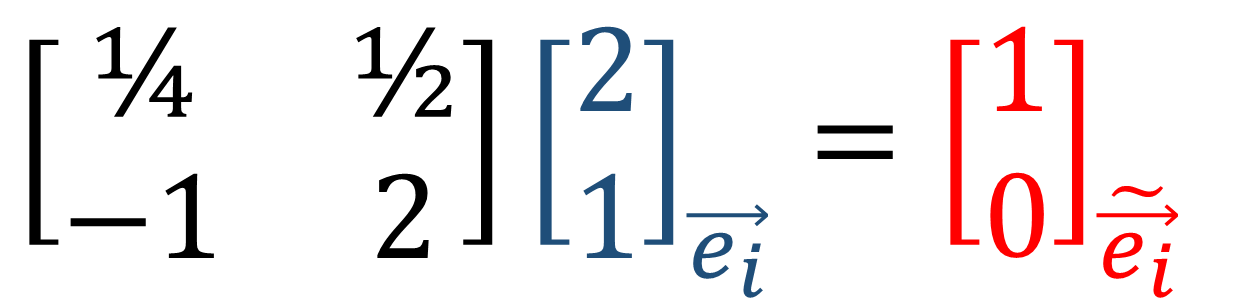 [¼ ½] [2] = [1]
[−1 2] [1]e⃗ᵢ [0]ẽ⃗ᵢ